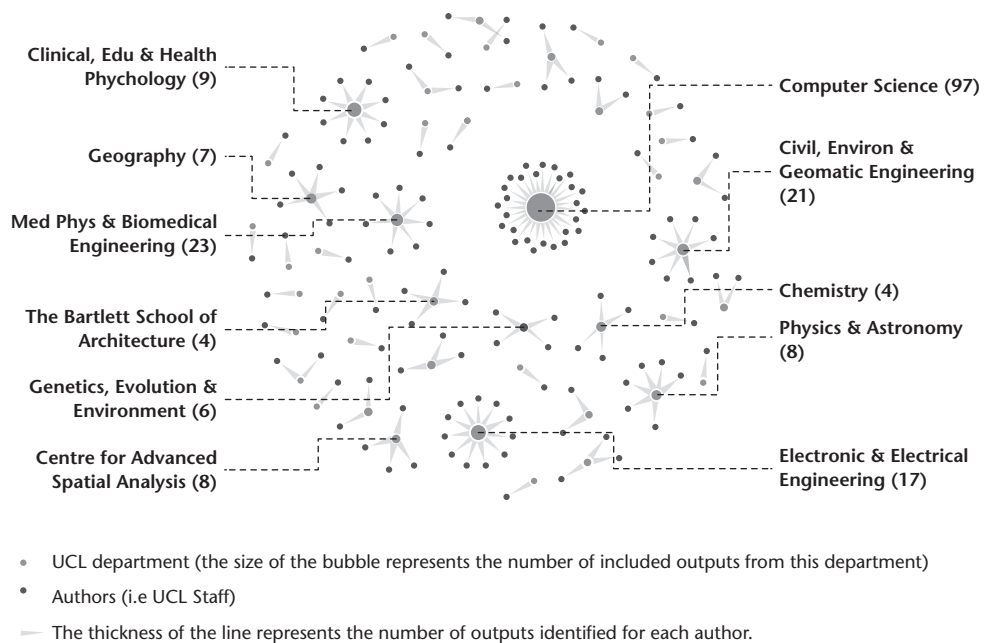 Clinical, Edu & Health
Phychology (9)
Geography (7)
Med Phys & Biomedical
Engineering (23)
The Bartlett School of
Architecture (4)
Genetics, Evolution &
Environment (6)
Centre for Advanced
Spatial Analysis (8)
Computer Science (97)
Civil, Environ &
Geomatic Engineering
(21)
Chemistry (4)
Physics & Astronomy
(8)
Electronic & Electrical
Engineering (17)
UCL department (the size of the bubble represents the number of included outputs from this department)
Authors (i.e UCL Staff)
The thickness of the line represents the number of outputs identified for each author.